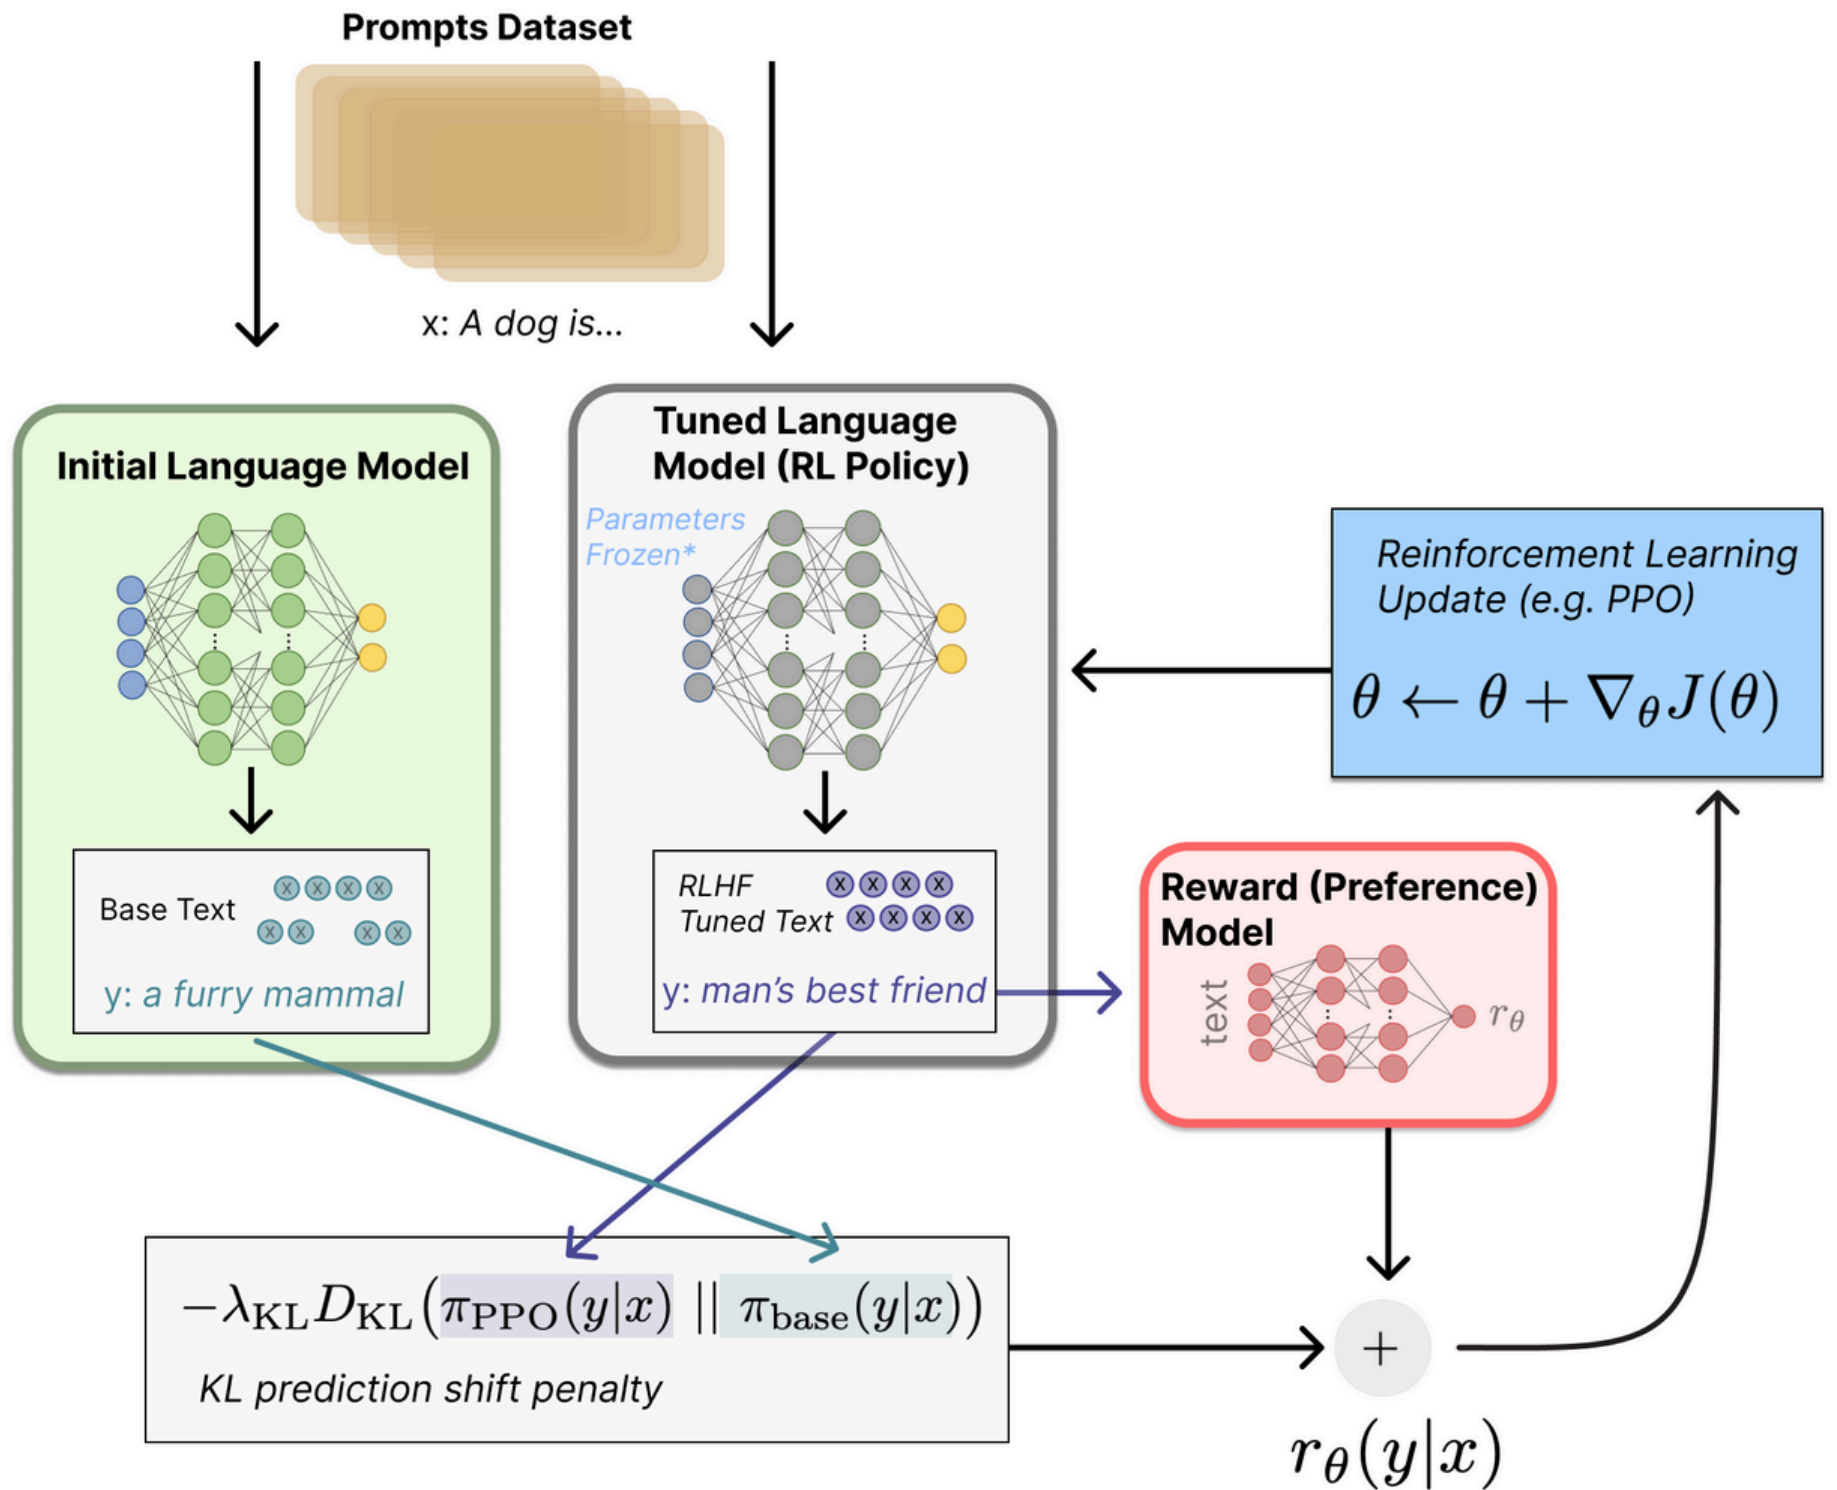 Prompts Dataset
x: A dog is...
Initial Language Model
Tuned Language
Model (RL Policy)
Parameters
Frozen*
Reinforcement Learning
Update (e.g. PPO)
θ ← θ + ∇θJ(θ)
Base Text
x x x x
x x x x
y: a furry mammal
RLHF
Tuned Text
x x x x
x x x x
y: man's best friend
Reward (Preference)
Model
text
rθ
−λKL DKL(πPPO(y|x) || πbase(y|x))
KL prediction shift penalty
+
rθ(y|x)